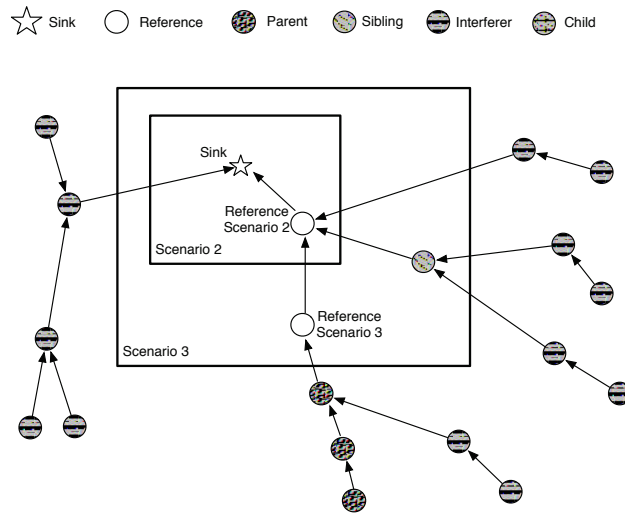 Sink Reference Parent Sibling Interferer Child
Sink
Reference
Scenario 2
Scenario 2
Reference
Scenario 3
Scenario 3